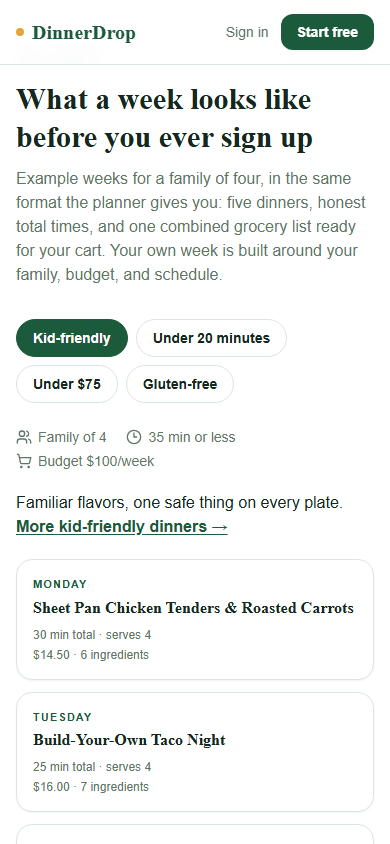 DinnerDrop
Sign in
Start free
What a week looks like
before you ever sign up
Example weeks for a family of four, in the same
format the planner gives you: five dinners, honest
total times, and one combined grocery list ready
for your cart. Your own week is built around your
family, budget, and schedule.
Kid-friendly
Under 20 minutes
Under $75
Gluten-free
Family of 4
35 min or less
Budget $100/week
Familiar flavors, one safe thing on every plate.
More kid-friendly dinners →
MONDAY
Sheet Pan Chicken Tenders & Roasted Carrots
30 min total · serves 4
$14.50 · 6 ingredients
TUESDAY
Build-Your-Own Taco Night
25 min total · serves 4
$16.00 · 7 ingredients